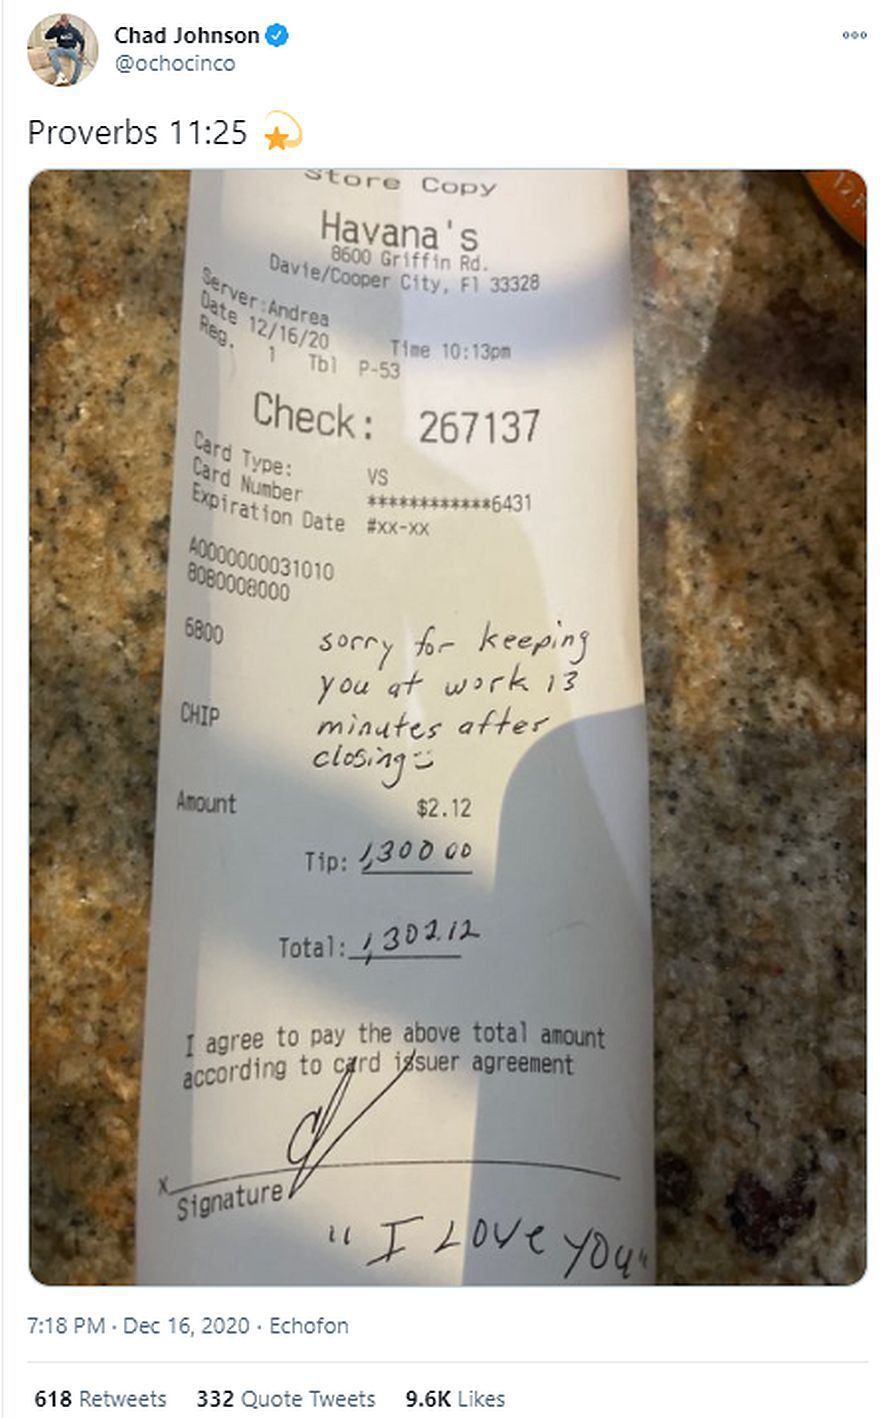 Chad Johnson
@ochocinco
Proverbs 11:25
Store Copy
Havana's
8600 Griffin Rd.
Davie/Cooper City, Fl 33328
Server:Andrea
Date 12/16/20 Time 10:13pm
Reg. 1 Tbl P-53
Check: 267137
Card Type: VS
Card Number ************6431
Expiration Date #xx-xx
A0000000031010
8080008000
6800
sorry for keeping
you at work 13
CHIP
minutes after
closing
Amount $2.12
Tip: 1,300 00
Total: 1,302.12
I agree to pay the above total amount
according to card issuer agreement
x
Signature
"I Love you"
7:18 PM · Dec 16, 2020 · Echofon
618 Retweets 332 Quote Tweets 9.6K Likes